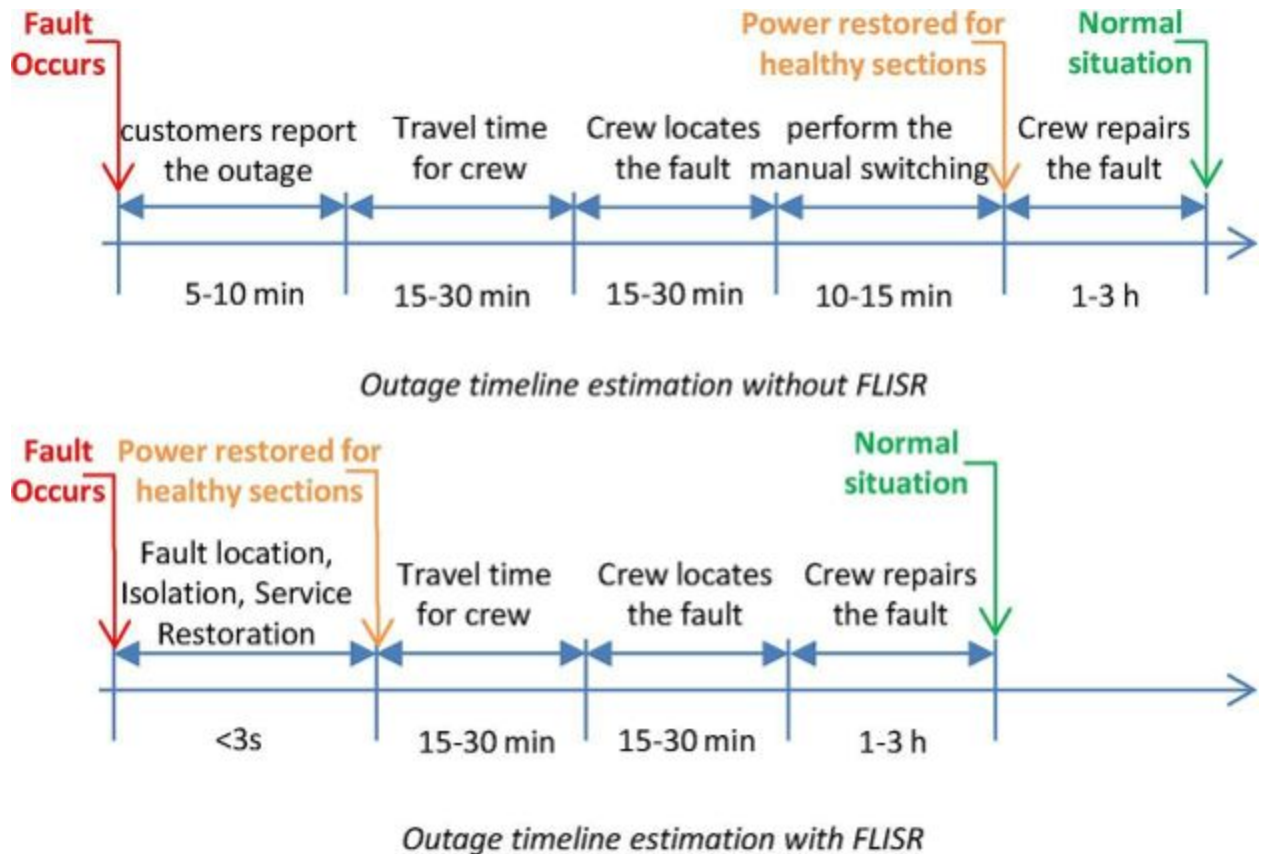 Fault
Occurs
Power restored for
healthy sections
Normal
situation
customers report
the outage
Travel time
for crew
Crew locates
the fault
perform the
manual switching
Crew repairs
the fault
5-10 min
15-30 min
15-30 min
10-15 min
1-3 h
Outage timeline estimation without FLISR
Fault
Occurs
Power restored for
healthy sections
Normal
situation
Fault location,
Isolation, Service
Restoration
Travel time
for crew
Crew locates
the fault
Crew repairs
the fault
<3s
15-30 min
15-30 min
1-3 h
Outage timeline estimation with FLISR